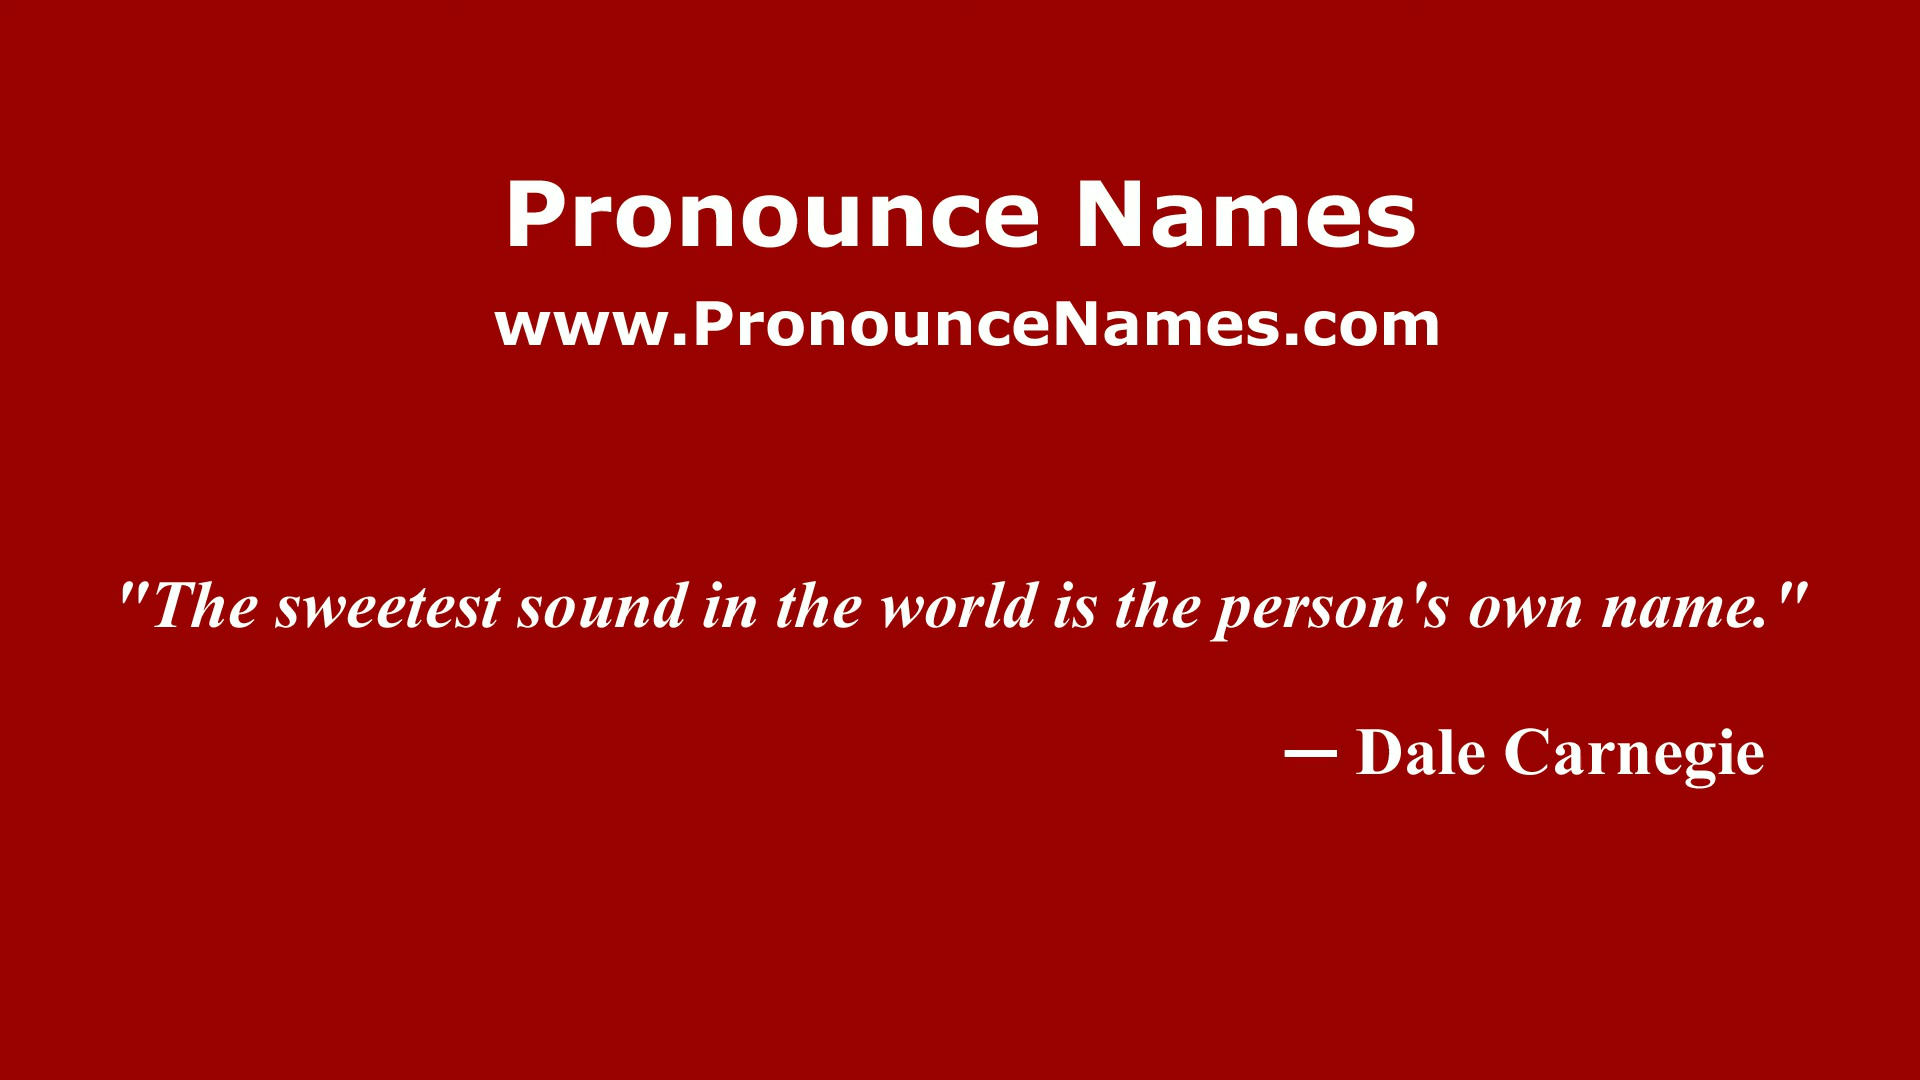 Pronounce Names
www.PronounceNames.com
"The sweetest sound in the world is the person's own name."
— Dale Carnegie